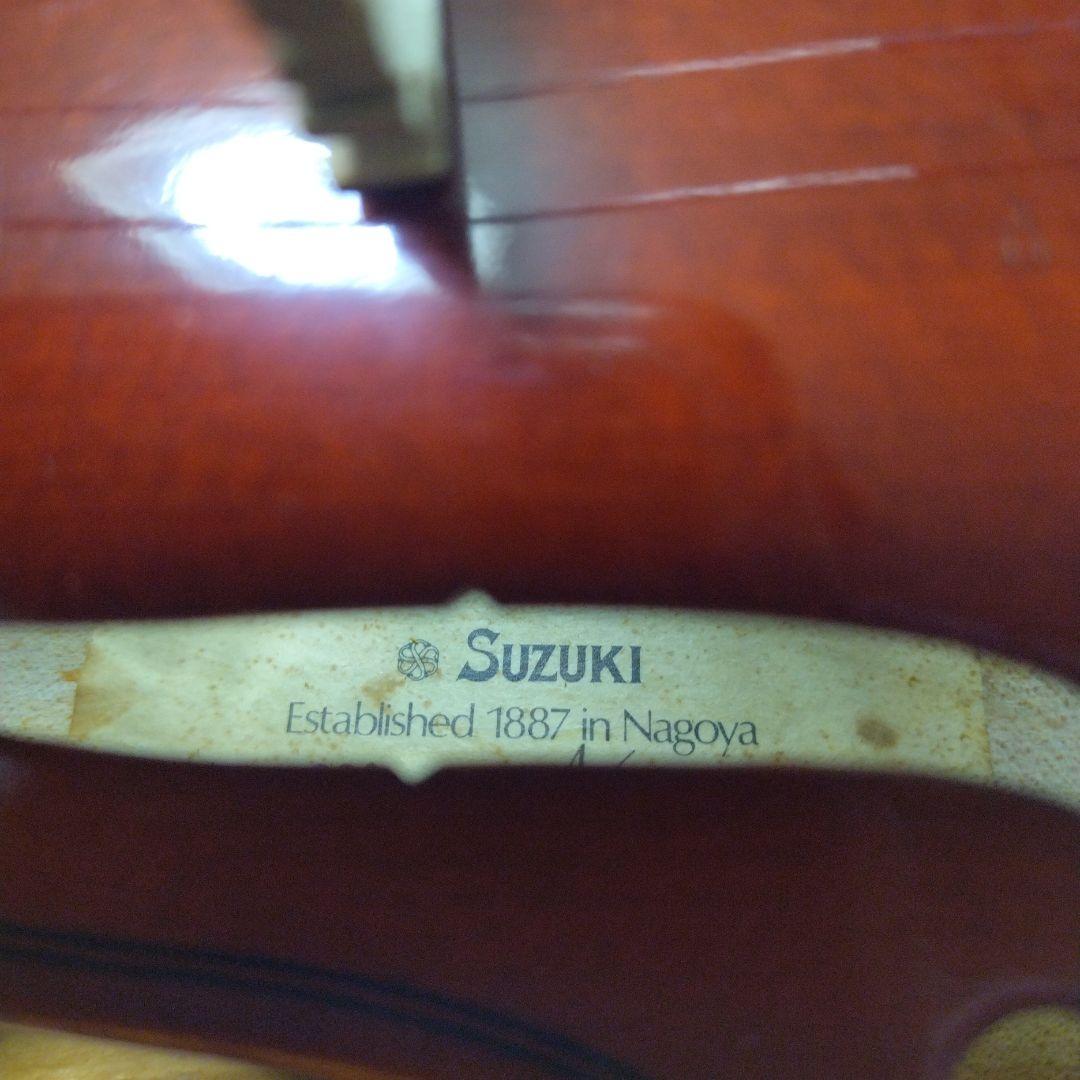 SUZUKI
Established 1887 in Nagoya